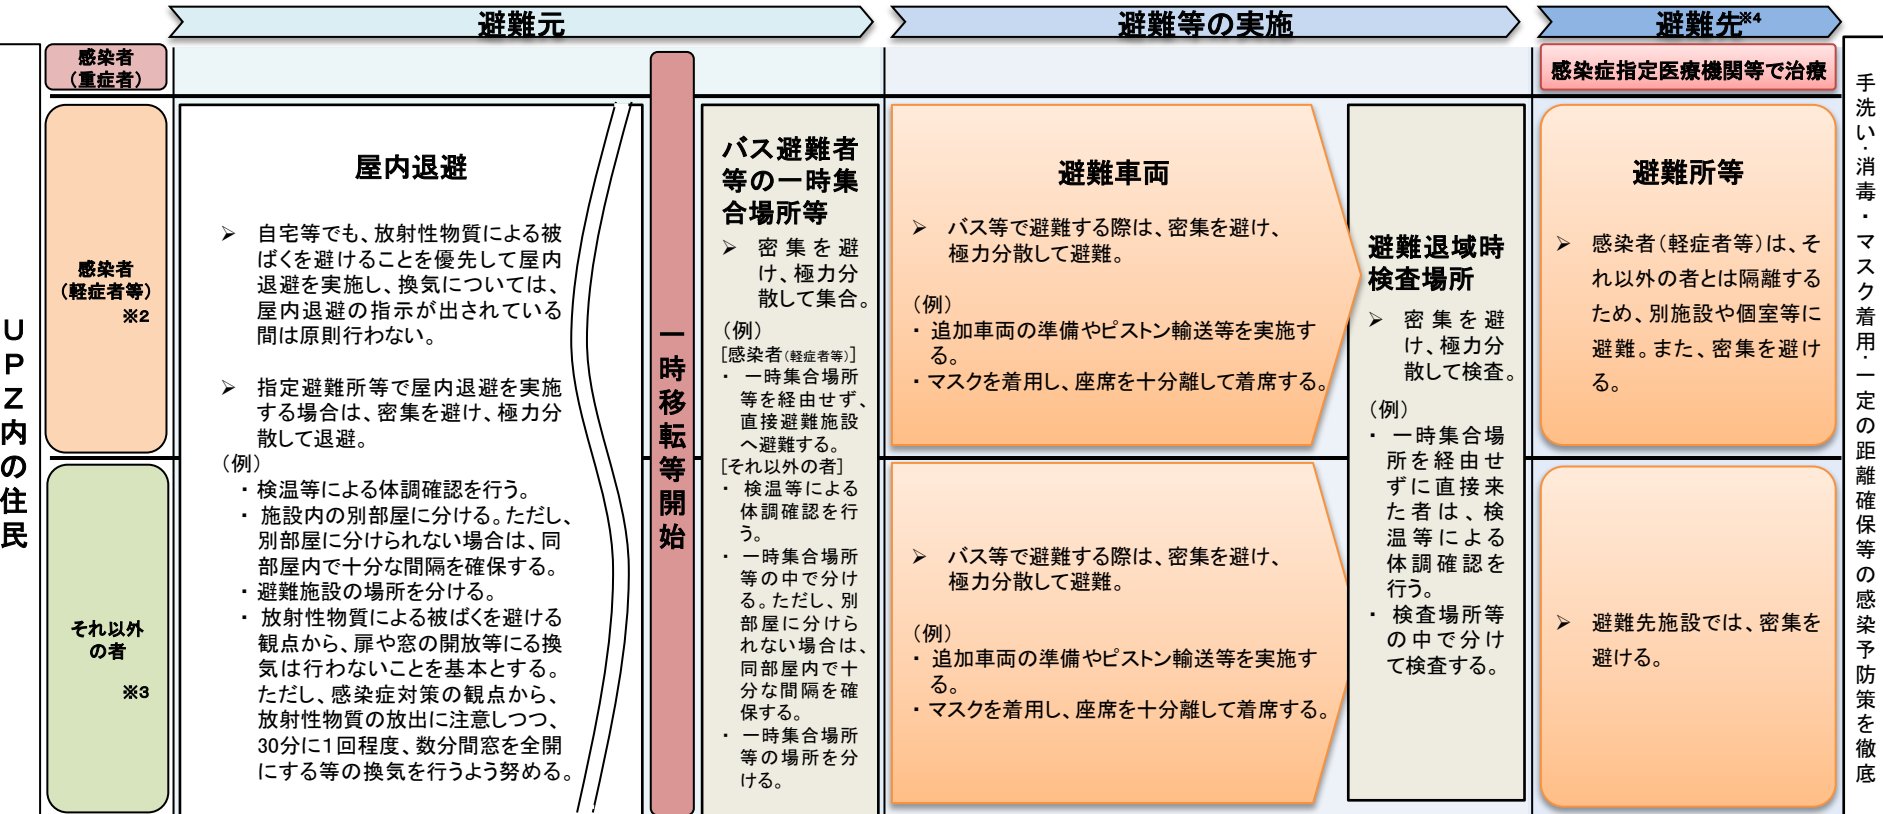 避難元
避難等の実施
避難先※4
UPZ内の住民
感染者
（重症者）
感染症指定医療機関等で治療
感染者
（軽症者等）
※2
それ以外
の者
※3
屋内退避
➢ 自宅等でも、放射性物質による被
ばくを避けることを優先して屋内
退避を実施し、換気については、
屋内退避の指示が出されている
間は原則行わない。
➢ 指定避難所等で屋内退避を実施
する場合は、密集を避け、極力分
散して退避。
（例）
・検温等による体調確認を行う。
・ 施設内の別部屋に分ける。ただし、
別部屋に分けられない場合は、同
部屋内で十分な間隔を確保する。
・避難施設の場所を分ける。
・ 放射性物質による被ばくを避ける
観点から、扉や窓の開放等にる換
気は行わないことを基本とする。
ただし、感染症対策の観点から、
放射性物質の放出に注意しつつ、
30分に1回程度、数分間窓を全開
にする等の換気を行うよう努める。
一時移転等開始
バス避難者
等の一時集
合場所等
➢ 密集を避
け、極力分
散して集合。
（例）
[感染者（軽症者等）]
・ 一時集合場所
等を経由せず、
直接避難施設
へ避難する。
[それ以外の者]
・ 検温等による
体調確認を行
う。
・ 一時集合場所
等の中で分け
る。ただし、別
部屋に分けら
れない場合は、
同部屋内で十
分な間隔を確
保する。
・ 一時集合場所
等の場所を分
ける。
避難車両
➢ バス等で避難する際は、密集を避け、
極力分散して避難。
（例）
・ 追加車両の準備やピストン輸送等を実施す
る。
・マスクを着用し、座席を十分離して着席する。
➢ バス等で避難する際は、密集を避け、
極力分散して避難。
（例）
・ 追加車両の準備やピストン輸送等を実施す
る。
・マスクを着用し、座席を十分離して着席する。
避難退域時
検査場所
➢ 密集を避
け、極力分
散して検査。
（例）
・ 一時集合場
所を経由せ
ずに直接来
た者は、検
温等による
体調確認を
行う。
・ 検査場所等
の中で分け
て検査する。
避難所等
➢ 感染者（軽症者等）は、そ
れ以外の者とは隔離する
ため、別施設や個室等に
避難。また、密集を避け
る。
➢ 避難先施設では、密集を
避ける。
手洗い・消毒・マスク着用・一定の距離確保等の感染予防策を徹底